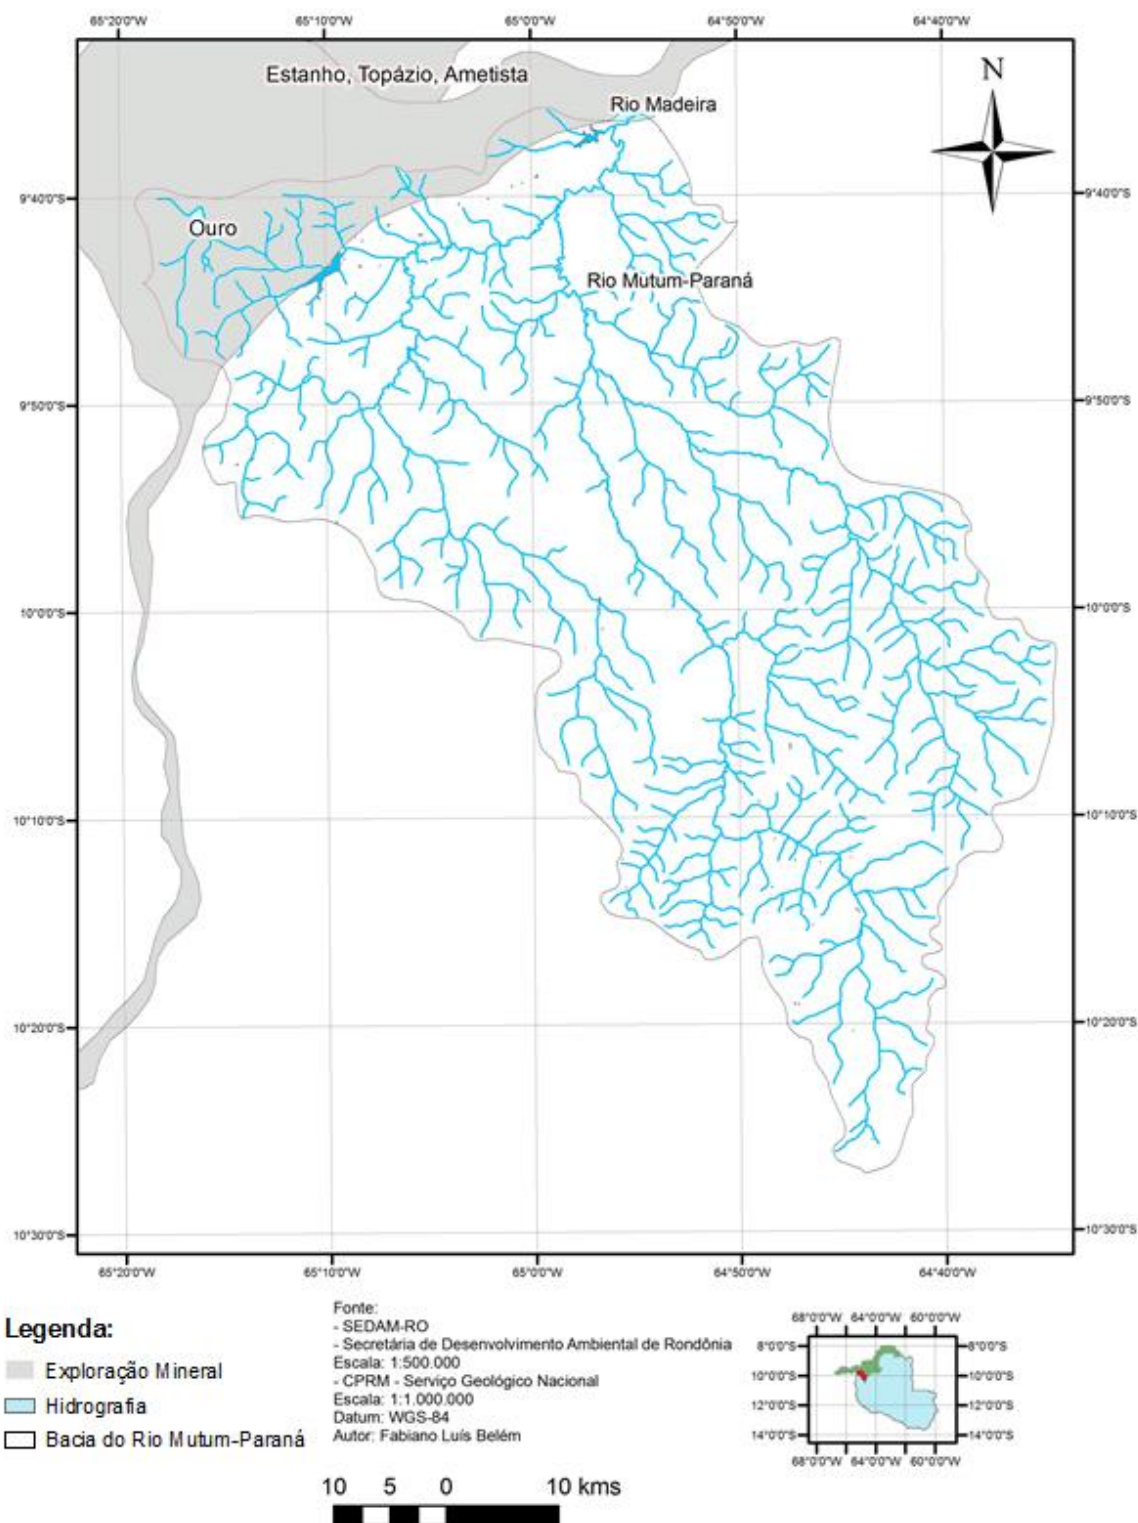 65°20'0"W 65°10'0"W 65°0'0"W 64°50'0"W 64°40'0"W
Estanho, Topázio, Ametista
N
Rio Madeira
9°40'0"S 9°40'0"S
Ouro
Rio Mutum-Paraná
9°50'0"S 9°50'0"S
10°0'0"S 10°0'0"S
10°10'0"S 10°10'0"S
10°20'0"S 10°20'0"S
10°30'0"S 10°30'0"S
65°20'0"W 65°10'0"W 65°0'0"W 64°50'0"W 64°40'0"W
Legenda:
Exploração Mineral
Hidrografia
Bacia do Rio Mutum-Paraná
Fonte:
- SEDAM-RO
- Secretária de Desenvolvimento Ambiental de Rondônia
Escala: 1:500.000
- CPRM - Serviço Geológico Nacional
Escala: 1:1.000.000
Datum: WGS-84
Autor: Fabiano Luís Belém
68°0'0"W 64°0'0"W 60°0'0"W
8°0'0"S 8°0'0"S
10°0'0"S 10°0'0"S
12°0'0"S 12°0'0"S
14°0'0"S 14°0'0"S
68°0'0"W 64°0'0"W 60°0'0"W
10 5 0 10 kms